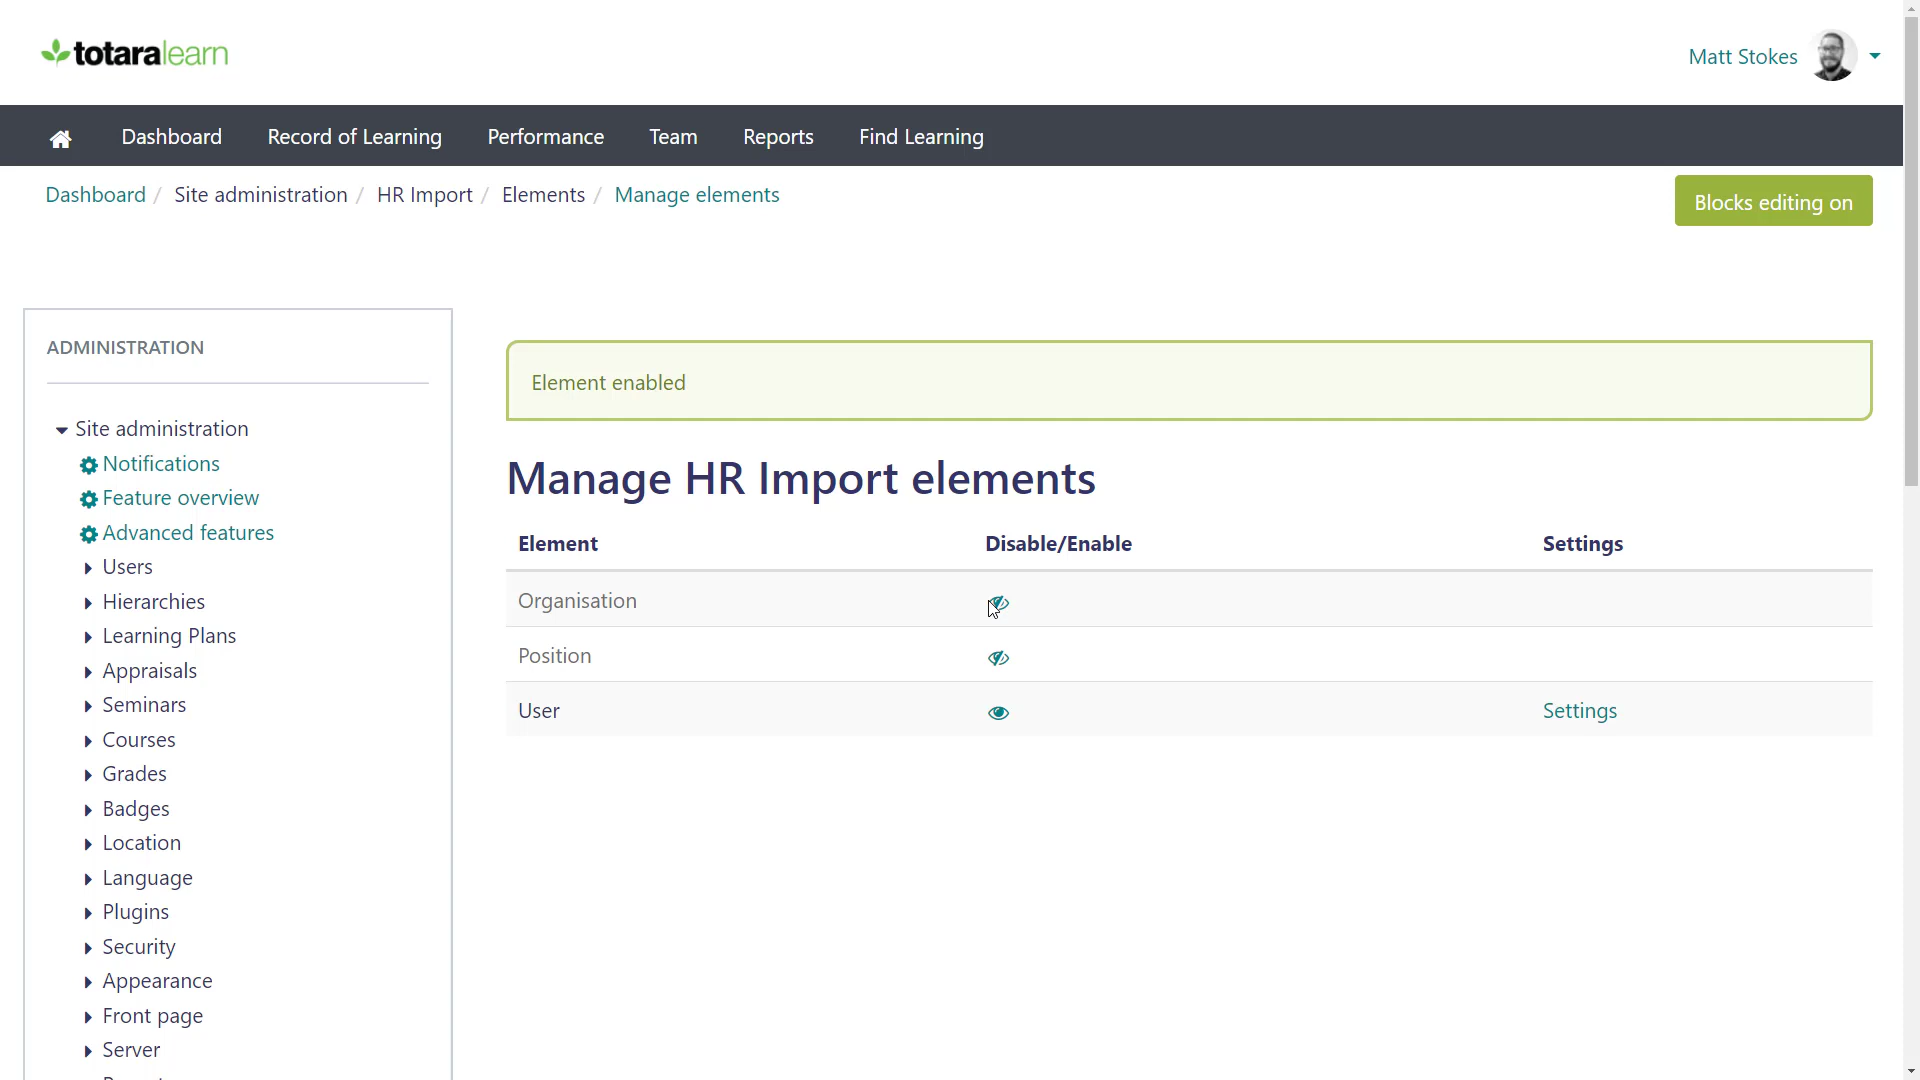 totaralearn
Matt Stokes
Dashboard Record of Learning Performance Team Reports Find Learning
Dashboard / Site administration / HR Import / Elements / Manage elements
Blocks editing on
ADMINISTRATION
Site administration
Notifications
Feature overview
Advanced features
Users
Hierarchies
Learning Plans
Appraisals
Seminars
Courses
Grades
Badges
Location
Language
Plugins
Security
Appearance
Front page
Server
Element enabled
Manage HR Import elements
Element Disable/Enable Settings
Organisation
Position
User Settings